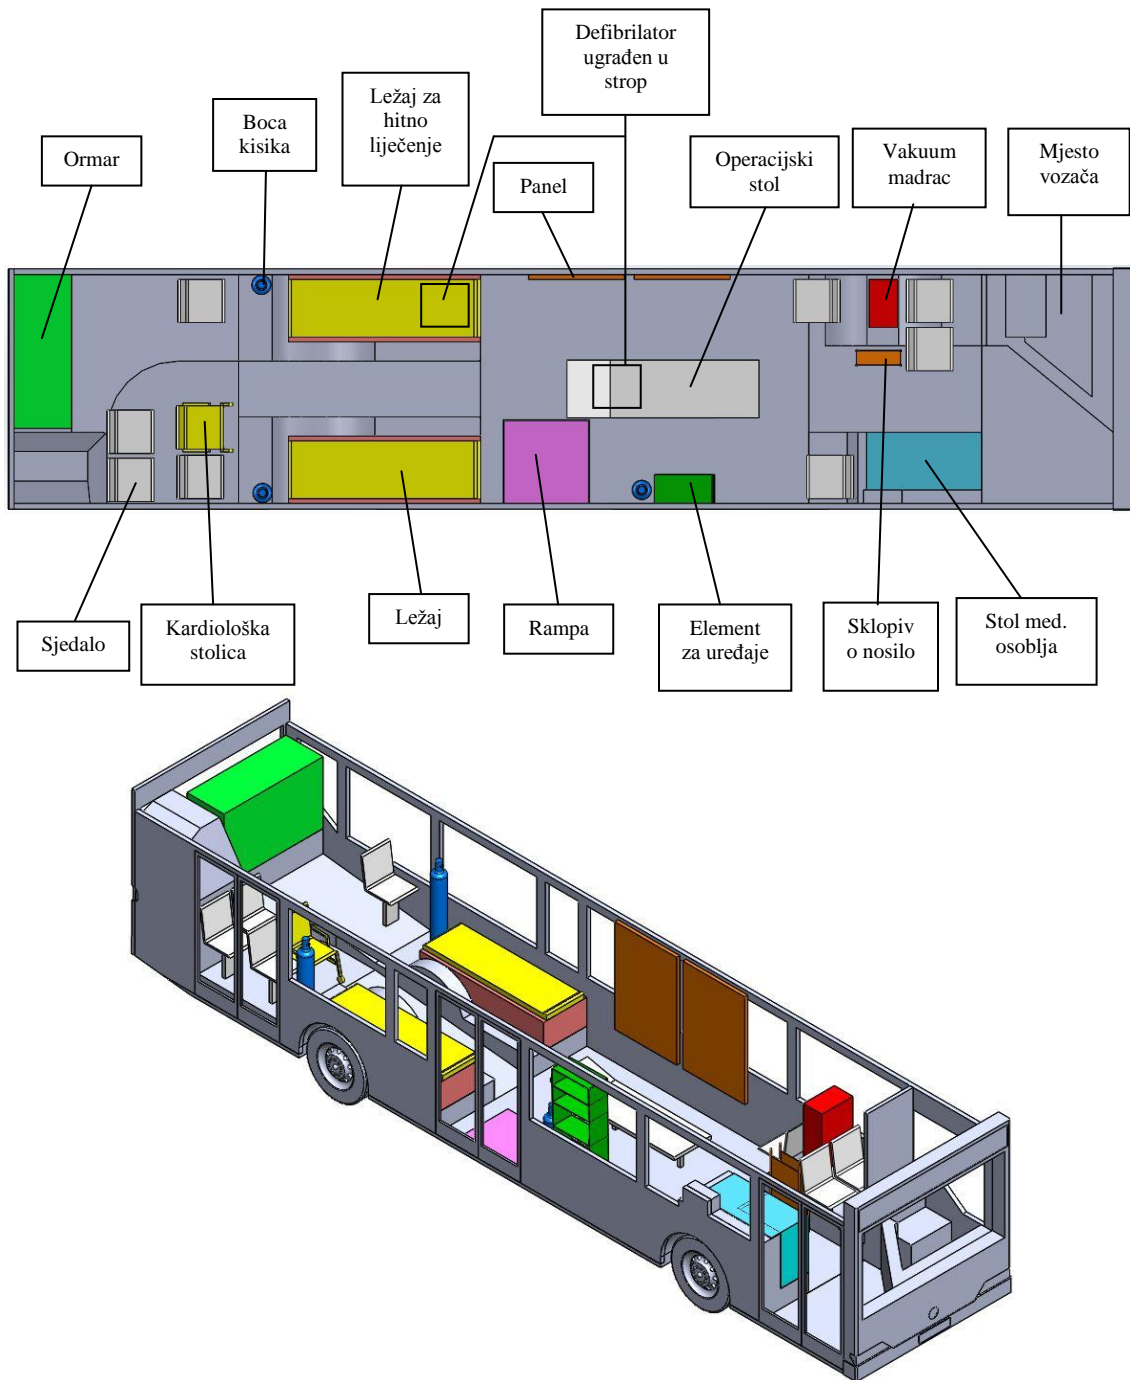 Defibrilator
ugrađen u
strop
Ležaj za
hitno
liječenje
Boca
kisika
Ormar
Panel
Operacijski
stol
Vakuum
madrac
Mjesto
vozača
Sjedalo
Kardiološka
stolica
Ležaj
Rampa
Element
za uređaje
Sklopiv
o nosilo
Stol med.
osoblja